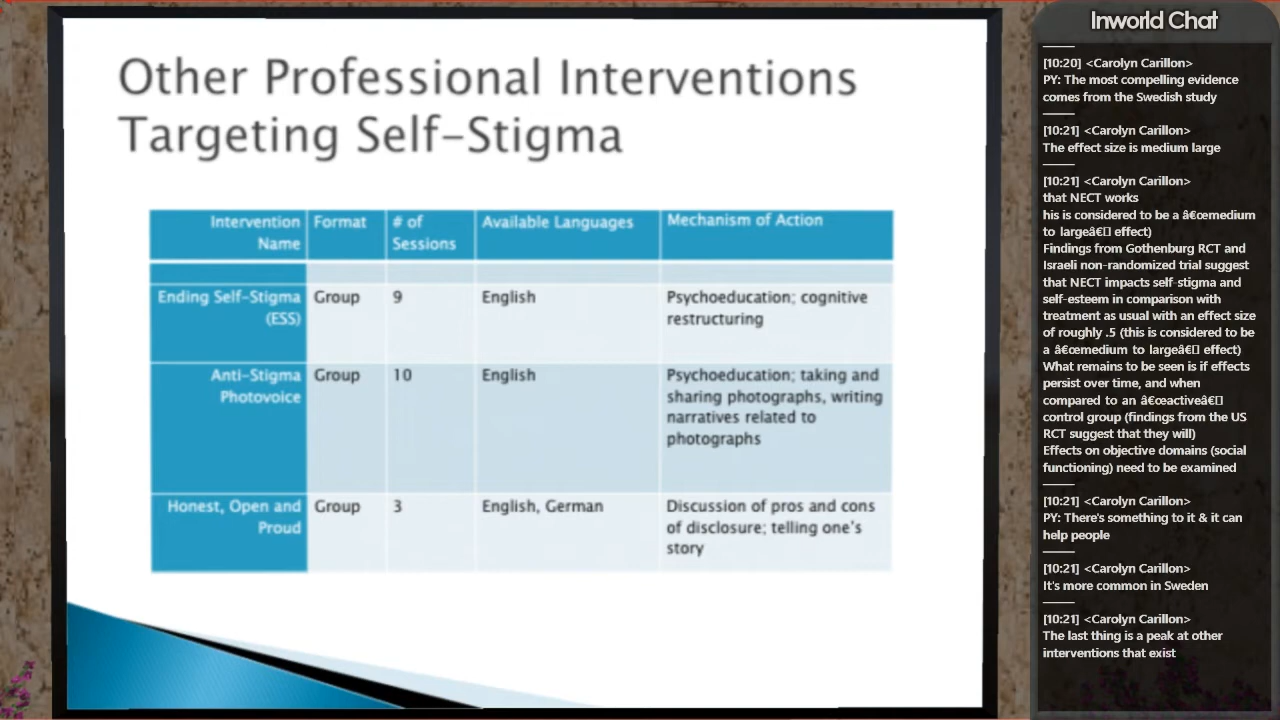 Other Professional Interventions
Targeting Self-Stigma
Intervention
Name
Format
# of
Sessions
Available Languages
Mechanism of Action
Ending Self-Stigma
(ESS)
Group
9
English
Psychoeducation; cognitive
restructuring
Anti-Stigma
Photovoice
Group
10
English
Psychoeducation; taking and
sharing photographs, writing
narratives related to
photographs
Honest, Open and
Proud
Group
3
English, German
Discussion of pros and cons
of disclosure; telling one's
story
Inworld Chat
[10:20] <Carolyn Carillon>
PY: The most compelling evidence
comes from the Swedish study
[10:21] <Carolyn Carillon>
The effect size is medium large
[10:21] <Carolyn Carillon>
that NECT works
his is considered to be a â€œmedium
to largeâ€□ effect)
Findings from Gothenburg RCT and
Israeli non-randomized trial suggest
that NECT impacts self-stigma and
self-esteem in comparison with
treatment as usual with an effect size
of roughly .5 (this is considered to be
a â€œmedium to largeâ€□ effect)
What remains to be seen is if effects
persist over time, and when
compared to an â€œactiveâ€□
control group (findings from the US
RCT suggest that they will)
Effects on objective domains (social
functioning) need to be examined
[10:21] <Carolyn Carillon>
PY: There's something to it & it can
help people
[10:21] <Carolyn Carillon>
It's more common in Sweden
[10:21] <Carolyn Carillon>
The last thing is a peak at other
interventions that exist